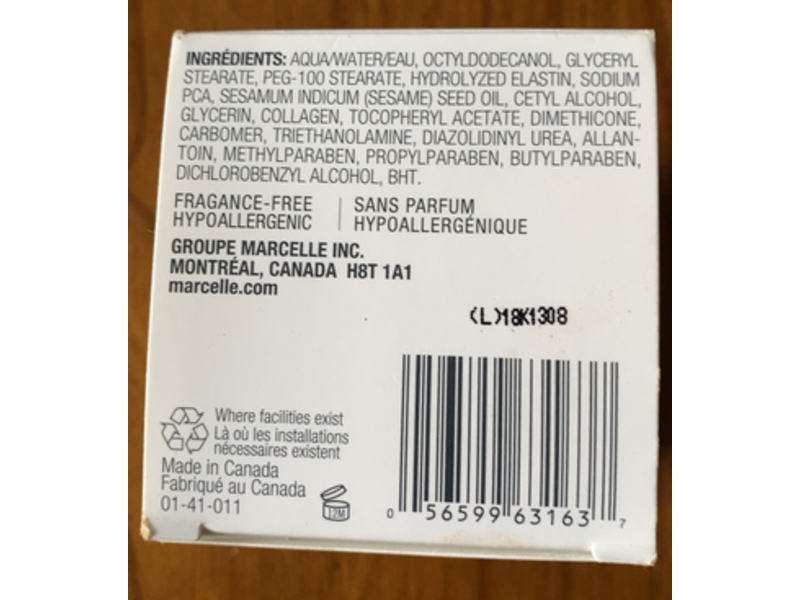 INGRÉDIENTS: AQUA/WATER/EAU, OCTYLDODECANOL, GLYCERYL
STEARATE, PEG-100 STEARATE, HYDROLYZED ELASTIN, SODIUM
PCA, SESAMUM INDICUM (SESAME) SEED OIL, CETYL ALCOHOL,
GLYCERIN, COLLAGEN, TOCOPHERYL ACETATE, DIMETHICONE,
CARBOMER, TRIETHANOLAMINE, DIAZOLIDINYL UREA, ALLAN-
TOIN, METHYLPARABEN, PROPYLPARABEN, BUTYLPARABEN,
DICHLOROBENZYL ALCOHOL, BHT.
FRAGANCE-FREE
HYPOALLERGENIC
SANS PARFUM
HYPOALLERGÉNIQUE
GROUPE MARCELLE INC.
MONTRÉAL, CANADA H8T 1A1
marcelle.com
(L)18K1308
Where facilities exist
Là où les installations
nécessaires existent
Made in Canada
Fabriqué au Canada
01-41-011
12M
0 56599 63163 7